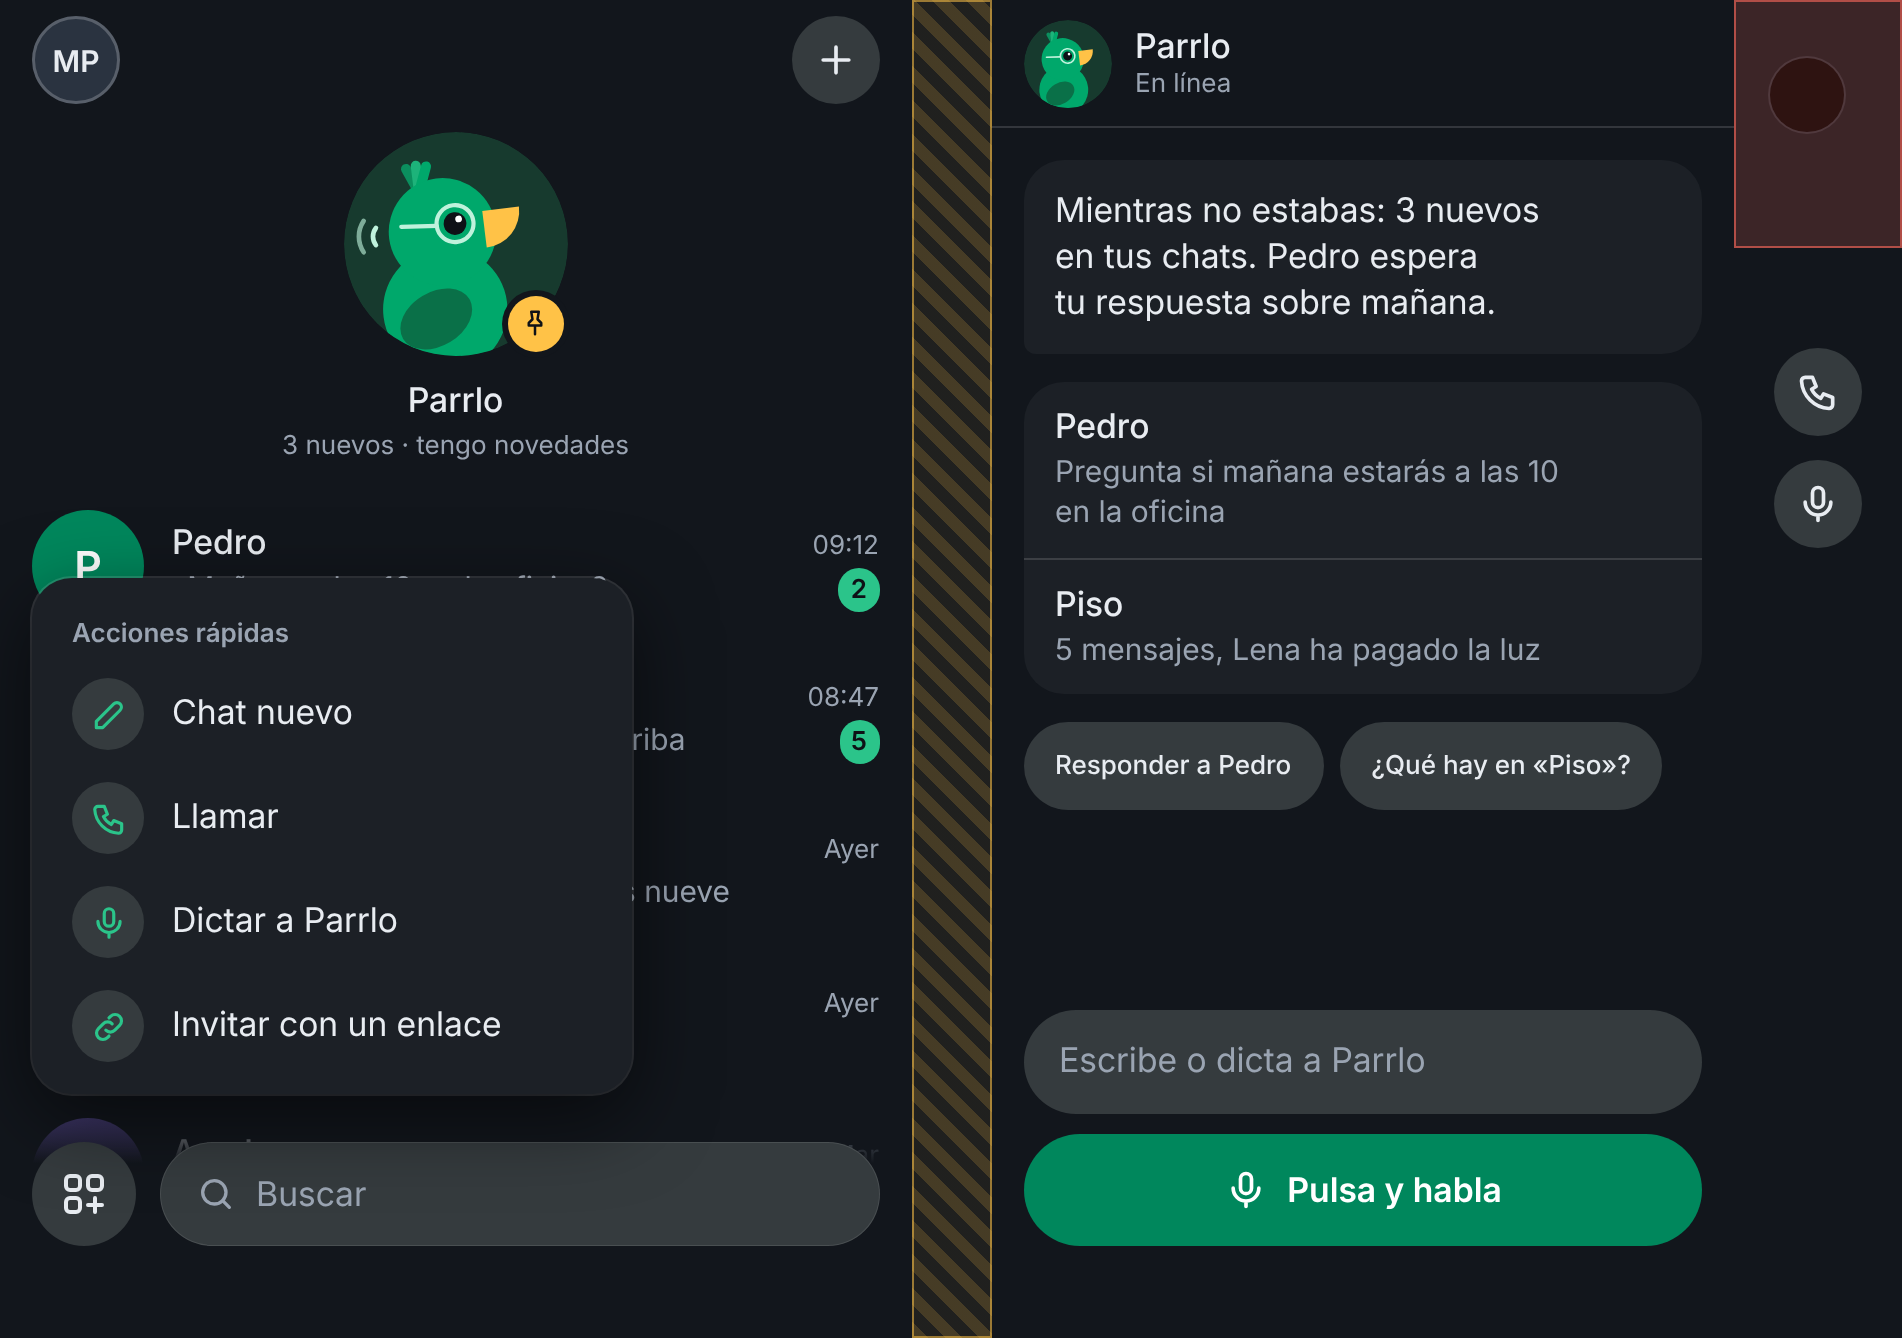 MP
Parrlo
3 nuevos · tengo novedades
P
Pedro
09:12
2
Acciones rápidas
Chat nuevo
Llamar
Dictar a Parrlo
Invitar con un enlace
08:47
riba
5
Ayer
nueve
Ayer
Buscar
Parrlo
En línea
Mientras no estabas: 3 nuevos
en tus chats. Pedro espera
tu respuesta sobre mañana.
Pedro
Pregunta si mañana estarás a las 10
en la oficina
Piso
5 mensajes, Lena ha pagado la luz
Responder a Pedro
¿Qué hay en «Piso»?
Escribe o dicta a Parrlo
Pulsa y habla